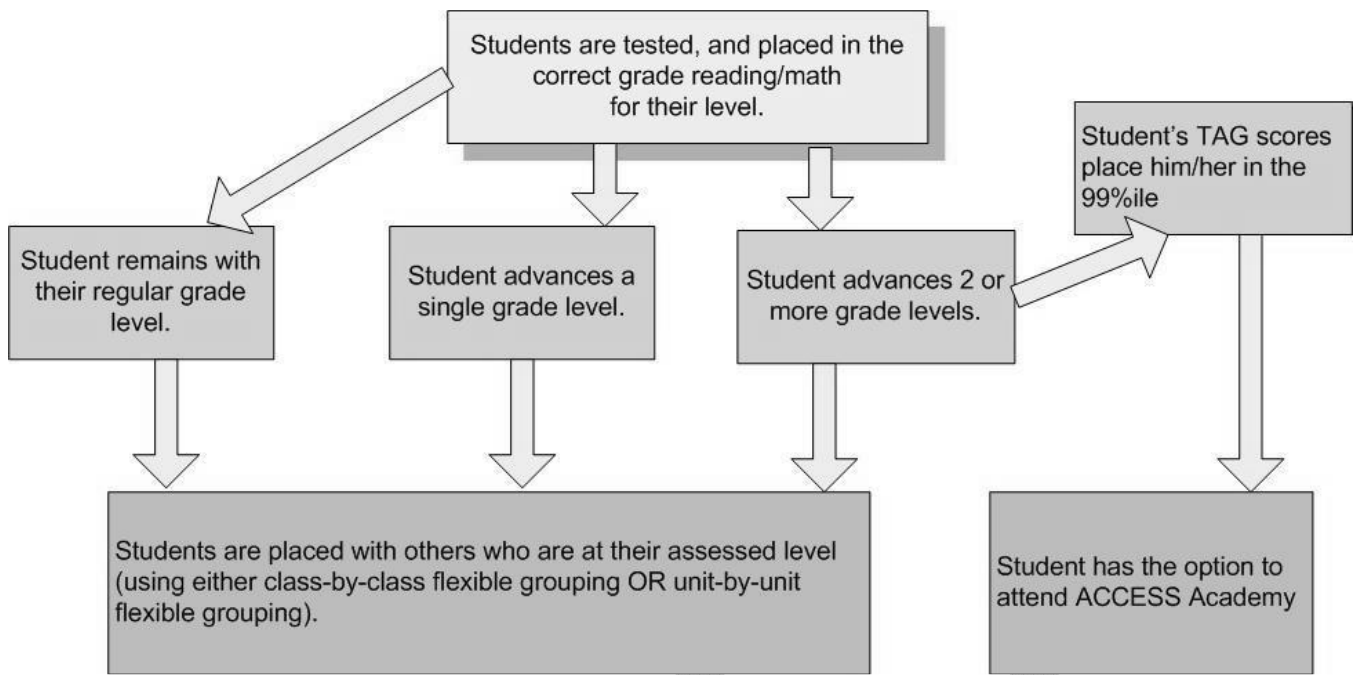 Students are tested, and placed in the
correct grade reading/math
for their level.
Student's TAG scores
place him/her in the
99%ile
Student remains with
their regular grade
level.
Student advances a
single grade level.
Student advances 2 or
more grade levels.
Students are placed with others who are at their assessed level
(using either class-by-class flexible grouping OR unit-by-unit
flexible grouping).
Student has the option to
attend ACCESS Academy